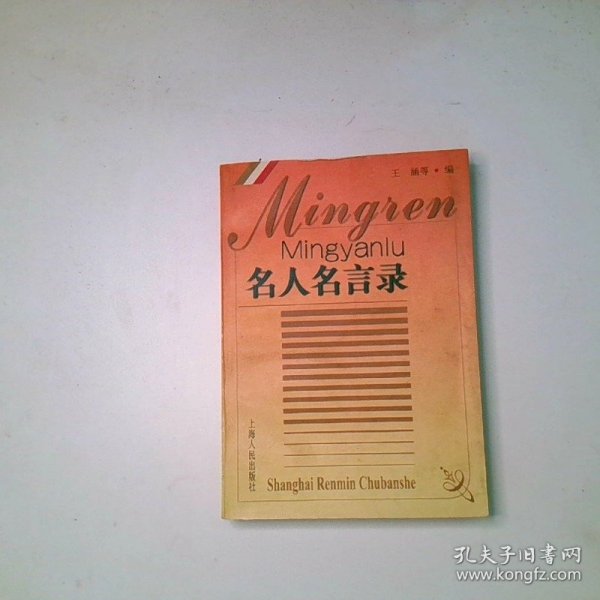 王 涵等·编
Mingren
Mingyanlu
名人名言录
上海人民出版社
Shanghai Renmin Chubanshe
孔夫子旧书网
www.kongfz.com